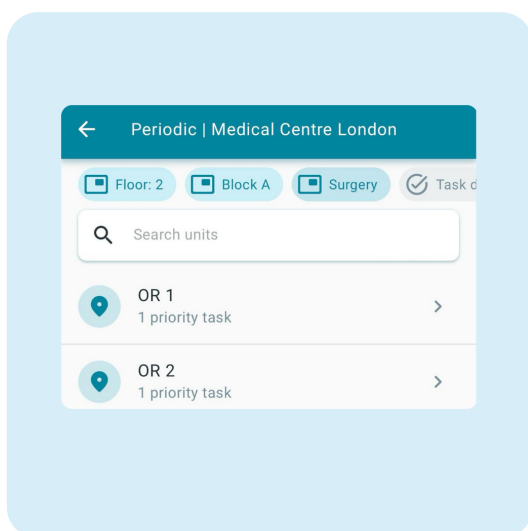 Periodic | Medical Centre London
Floor: 2 Block A Surgery Task
Search units
OR 1
1 priority task
OR 2
1 priority task